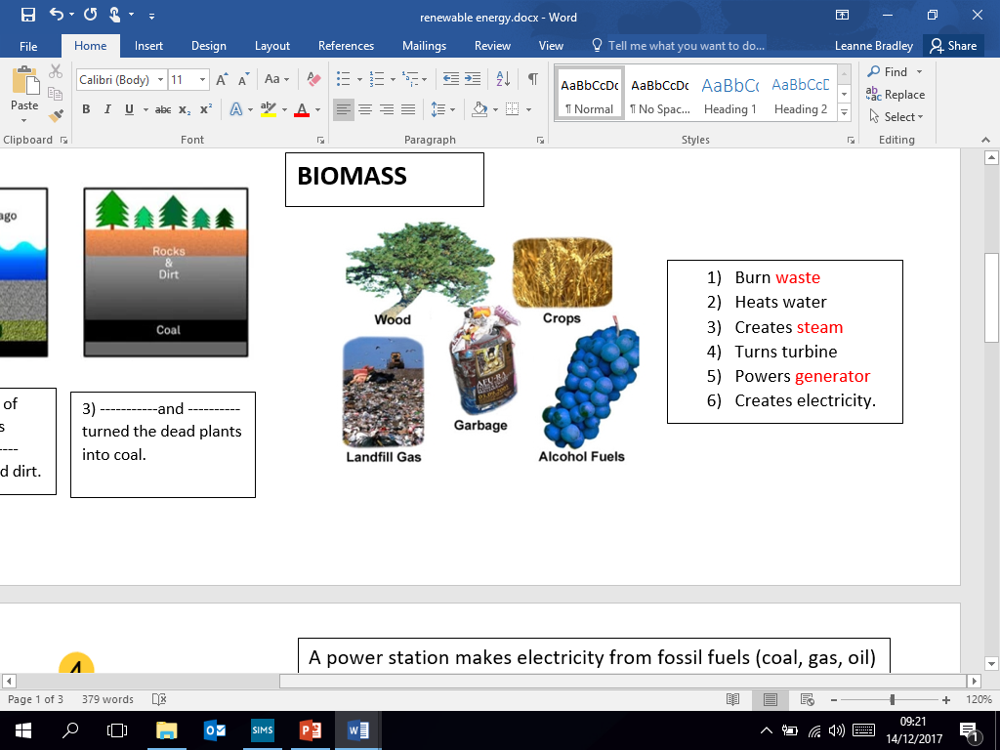 renewable energy.docx - Word
File Home Insert Design Layout References Mailings Review View Tell me what you want to do... Leanne Bradley Share
Paste
Calibri (Body) 11
Aa
B I U abc x₂ x²
Clipboard Font Paragraph Styles Editing
AaBbCcDc AaBbCcDc AaBbCc AaBbCcD
¶ Normal ¶ No Spac... Heading 1 Heading 2
Find
Replace
Select
ago
Rocks
&
Dirt
Coal
of
s
----
d dirt.
3) -----------and ----------
turned the dead plants
into coal.
BIOMASS
Wood
Crops
Landfill Gas
Garbage
Alcohol Fuels
1) Burn waste
2) Heats water
3) Creates steam
4) Turns turbine
5) Powers generator
6) Creates electricity.
4
A power station makes electricity from fossil fuels (coal, gas, oil)
Page 1 of 3 379 words
120%
SIMS
09:21
14/12/2017
1